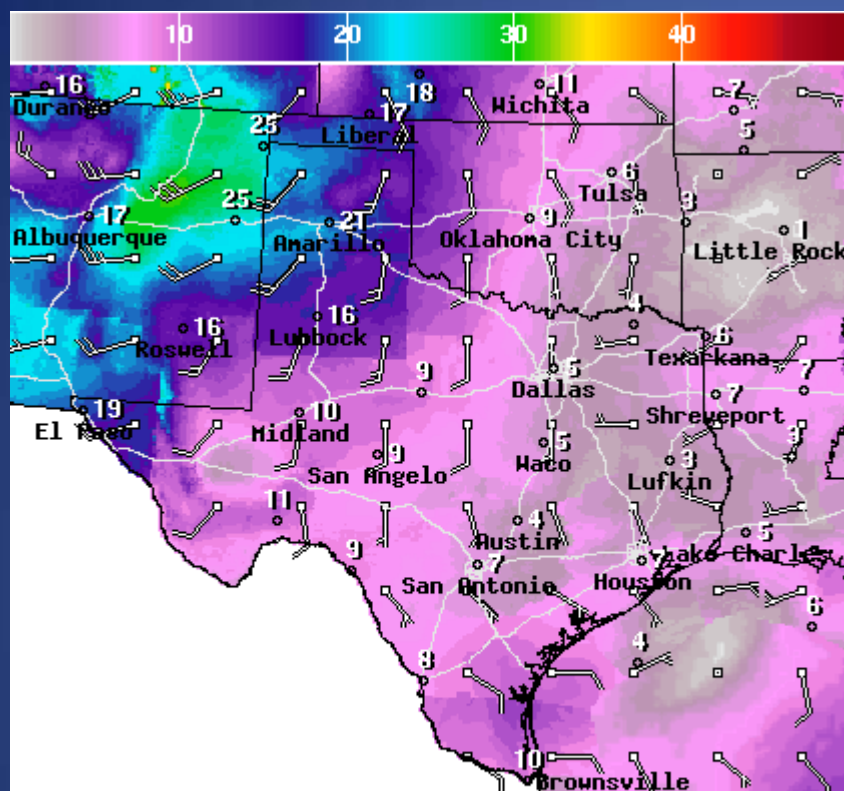 10 20 30 40
16 18 11 7
Durango 17 Wichita
25 Liberal 5
6
Tulsa
17 25 21 9 3 1
Albuquerque Amarillo Oklahoma City Little Rock
16 16 4
Roswell Lubbock 6
Texarkana
5
9 Dallas 7 7
19 10 Shreveport
El Paso Midland
9 5 3
San Angelo Waco 3
Lufkin
11 4 5
Austin Lake Charles
9 7 7
San Antonio Houston
6
8 4
10
Brownsville